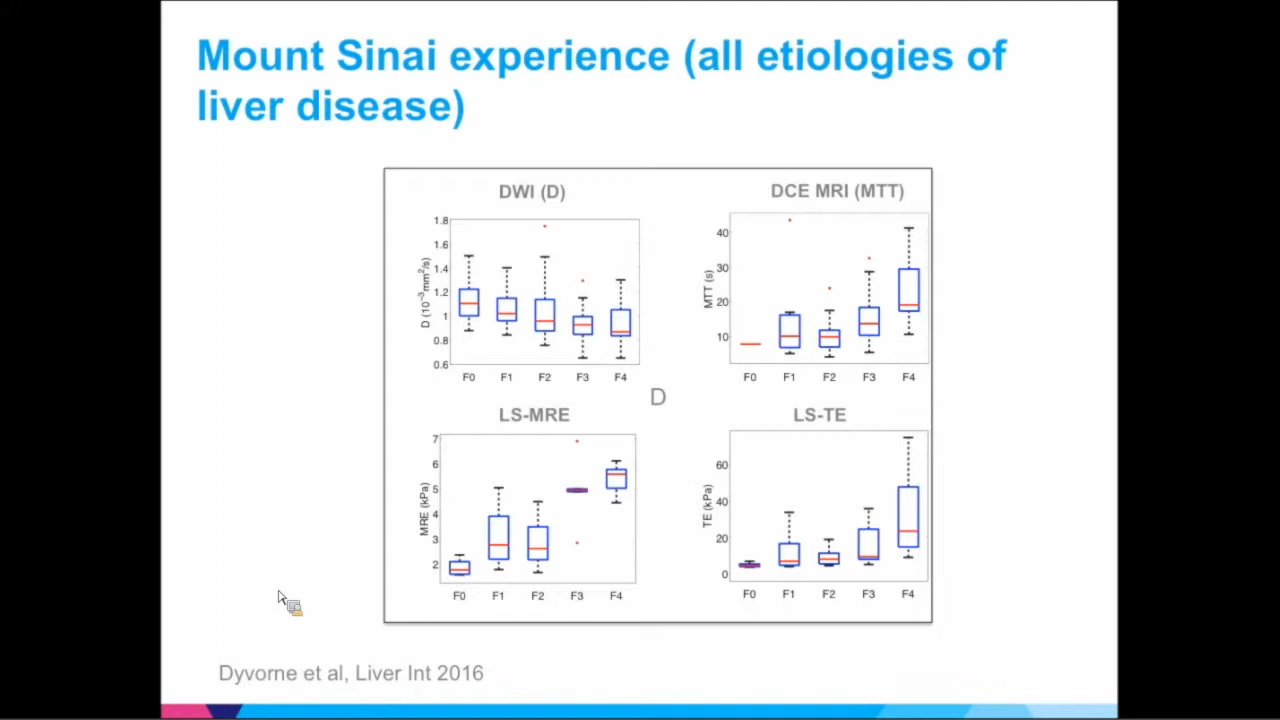 Mount Sinai experience (all etiologies of
liver disease)
DWI (D)
D (10⁻³mm²/s)
1.8
1.6
1.4
1.2
1
0.8
0.6
F0 F1 F2 F3 F4
DCE MRI (MTT)
MTT (s)
40
30
20
10
F0 F1 F2 F3 F4
D
LS-MRE
MRE (kPa)
7
6
5
4
3
2
F0 F1 F2 F3 F4
LS-TE
TE (kPa)
60
40
20
0
F0 F1 F2 F3 F4
Dyvorne et al, Liver Int 2016